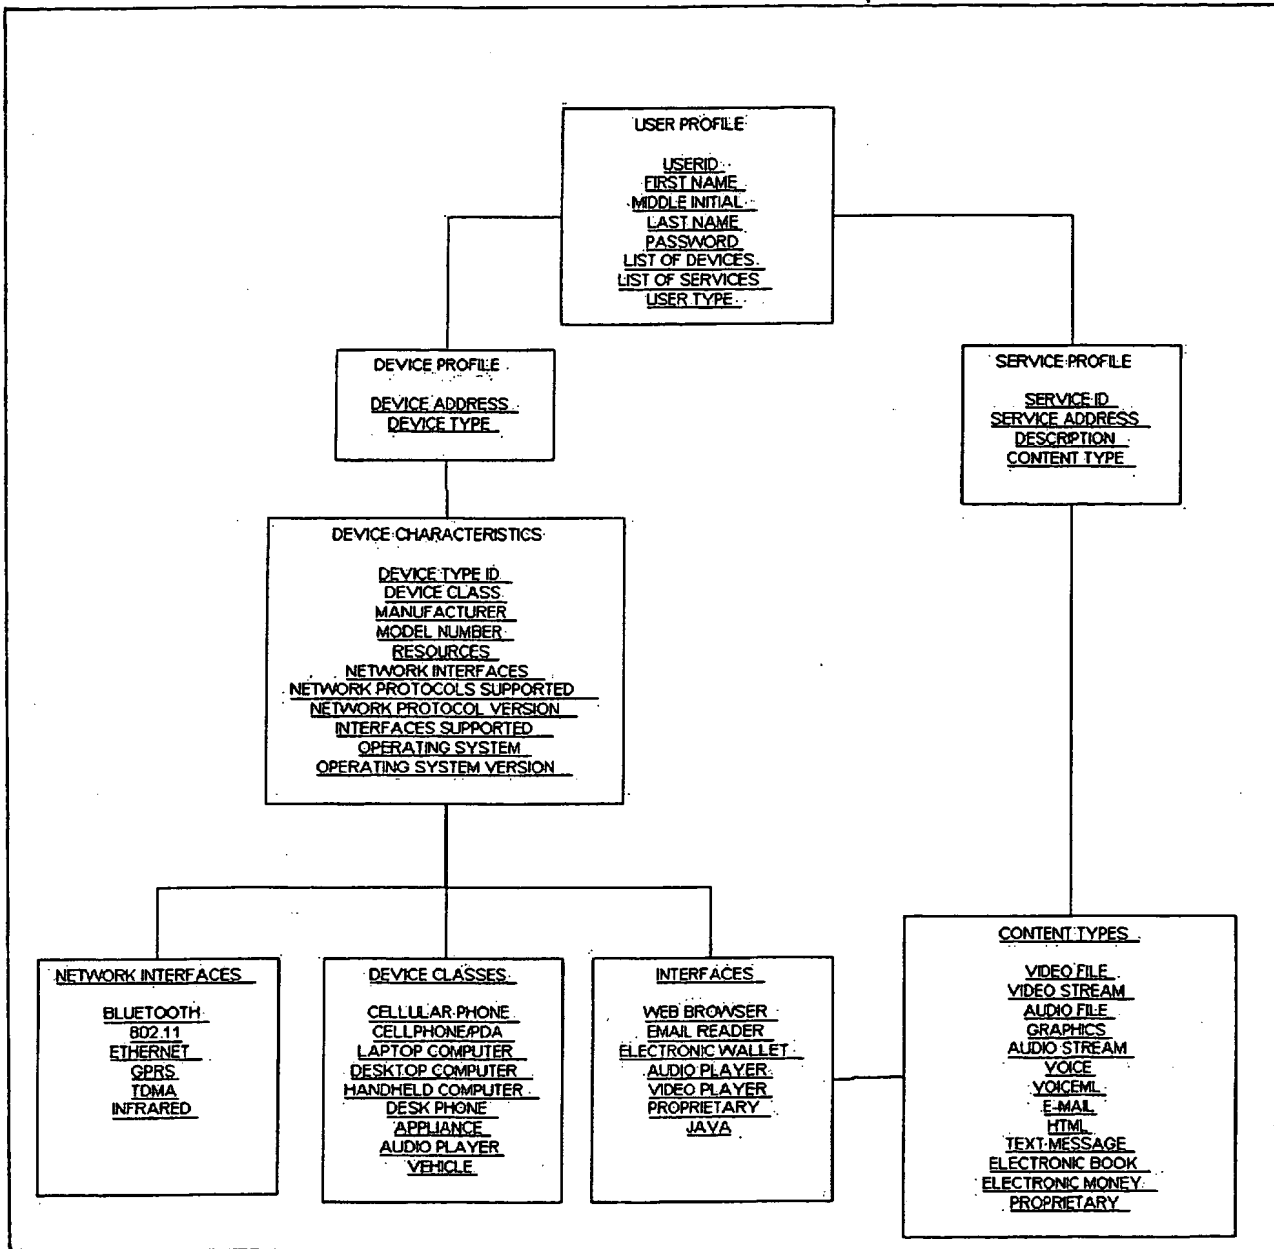 USER PROFILE
USERID
FIRST NAME
MIDDLE INITIAL
LAST NAME
PASSWORD
LIST OF DEVICES
LIST OF SERVICES
USER TYPE
DEVICE PROFILE
DEVICE ADDRESS
DEVICE TYPE
SERVICE PROFILE
SERVICE ID
SERVICE ADDRESS
DESCRIPTION
CONTENT TYPE
DEVICE CHARACTERISTICS
DEVICE TYPE ID
DEVICE CLASS
MANUFACTURER
MODEL NUMBER
RESOURCES
NETWORK INTERFACES
NETWORK PROTOCOLS SUPPORTED
NETWORK PROTOCOL VERSION
INTERFACES SUPPORTED
OPERATING SYSTEM
OPERATING SYSTEM VERSION
NETWORK INTERFACES
BLUETOOTH
802.11
ETHERNET
GPRS
TDMA
INFRARED
DEVICE CLASSES
CELLULAR PHONE
CELLPHONE/PDA
LAPTOP COMPUTER
DESKTOP COMPUTER
HANDHELD COMPUTER
DESK PHONE
APPLIANCE
AUDIO PLAYER
VEHICLE
INTERFACES
WEB BROWSER
EMAIL READER
ELECTRONIC WALLET
AUDIO PLAYER
VIDEO PLAYER
PROPRIETARY
JAVA
CONTENT TYPES
VIDEO FILE
VIDEO STREAM
AUDIO FILE
GRAPHICS
AUDIO STREAM
VOICE
VOICEML
E-MAIL
HTML
TEXT MESSAGE
ELECTRONIC BOOK
ELECTRONIC MONEY
PROPRIETARY